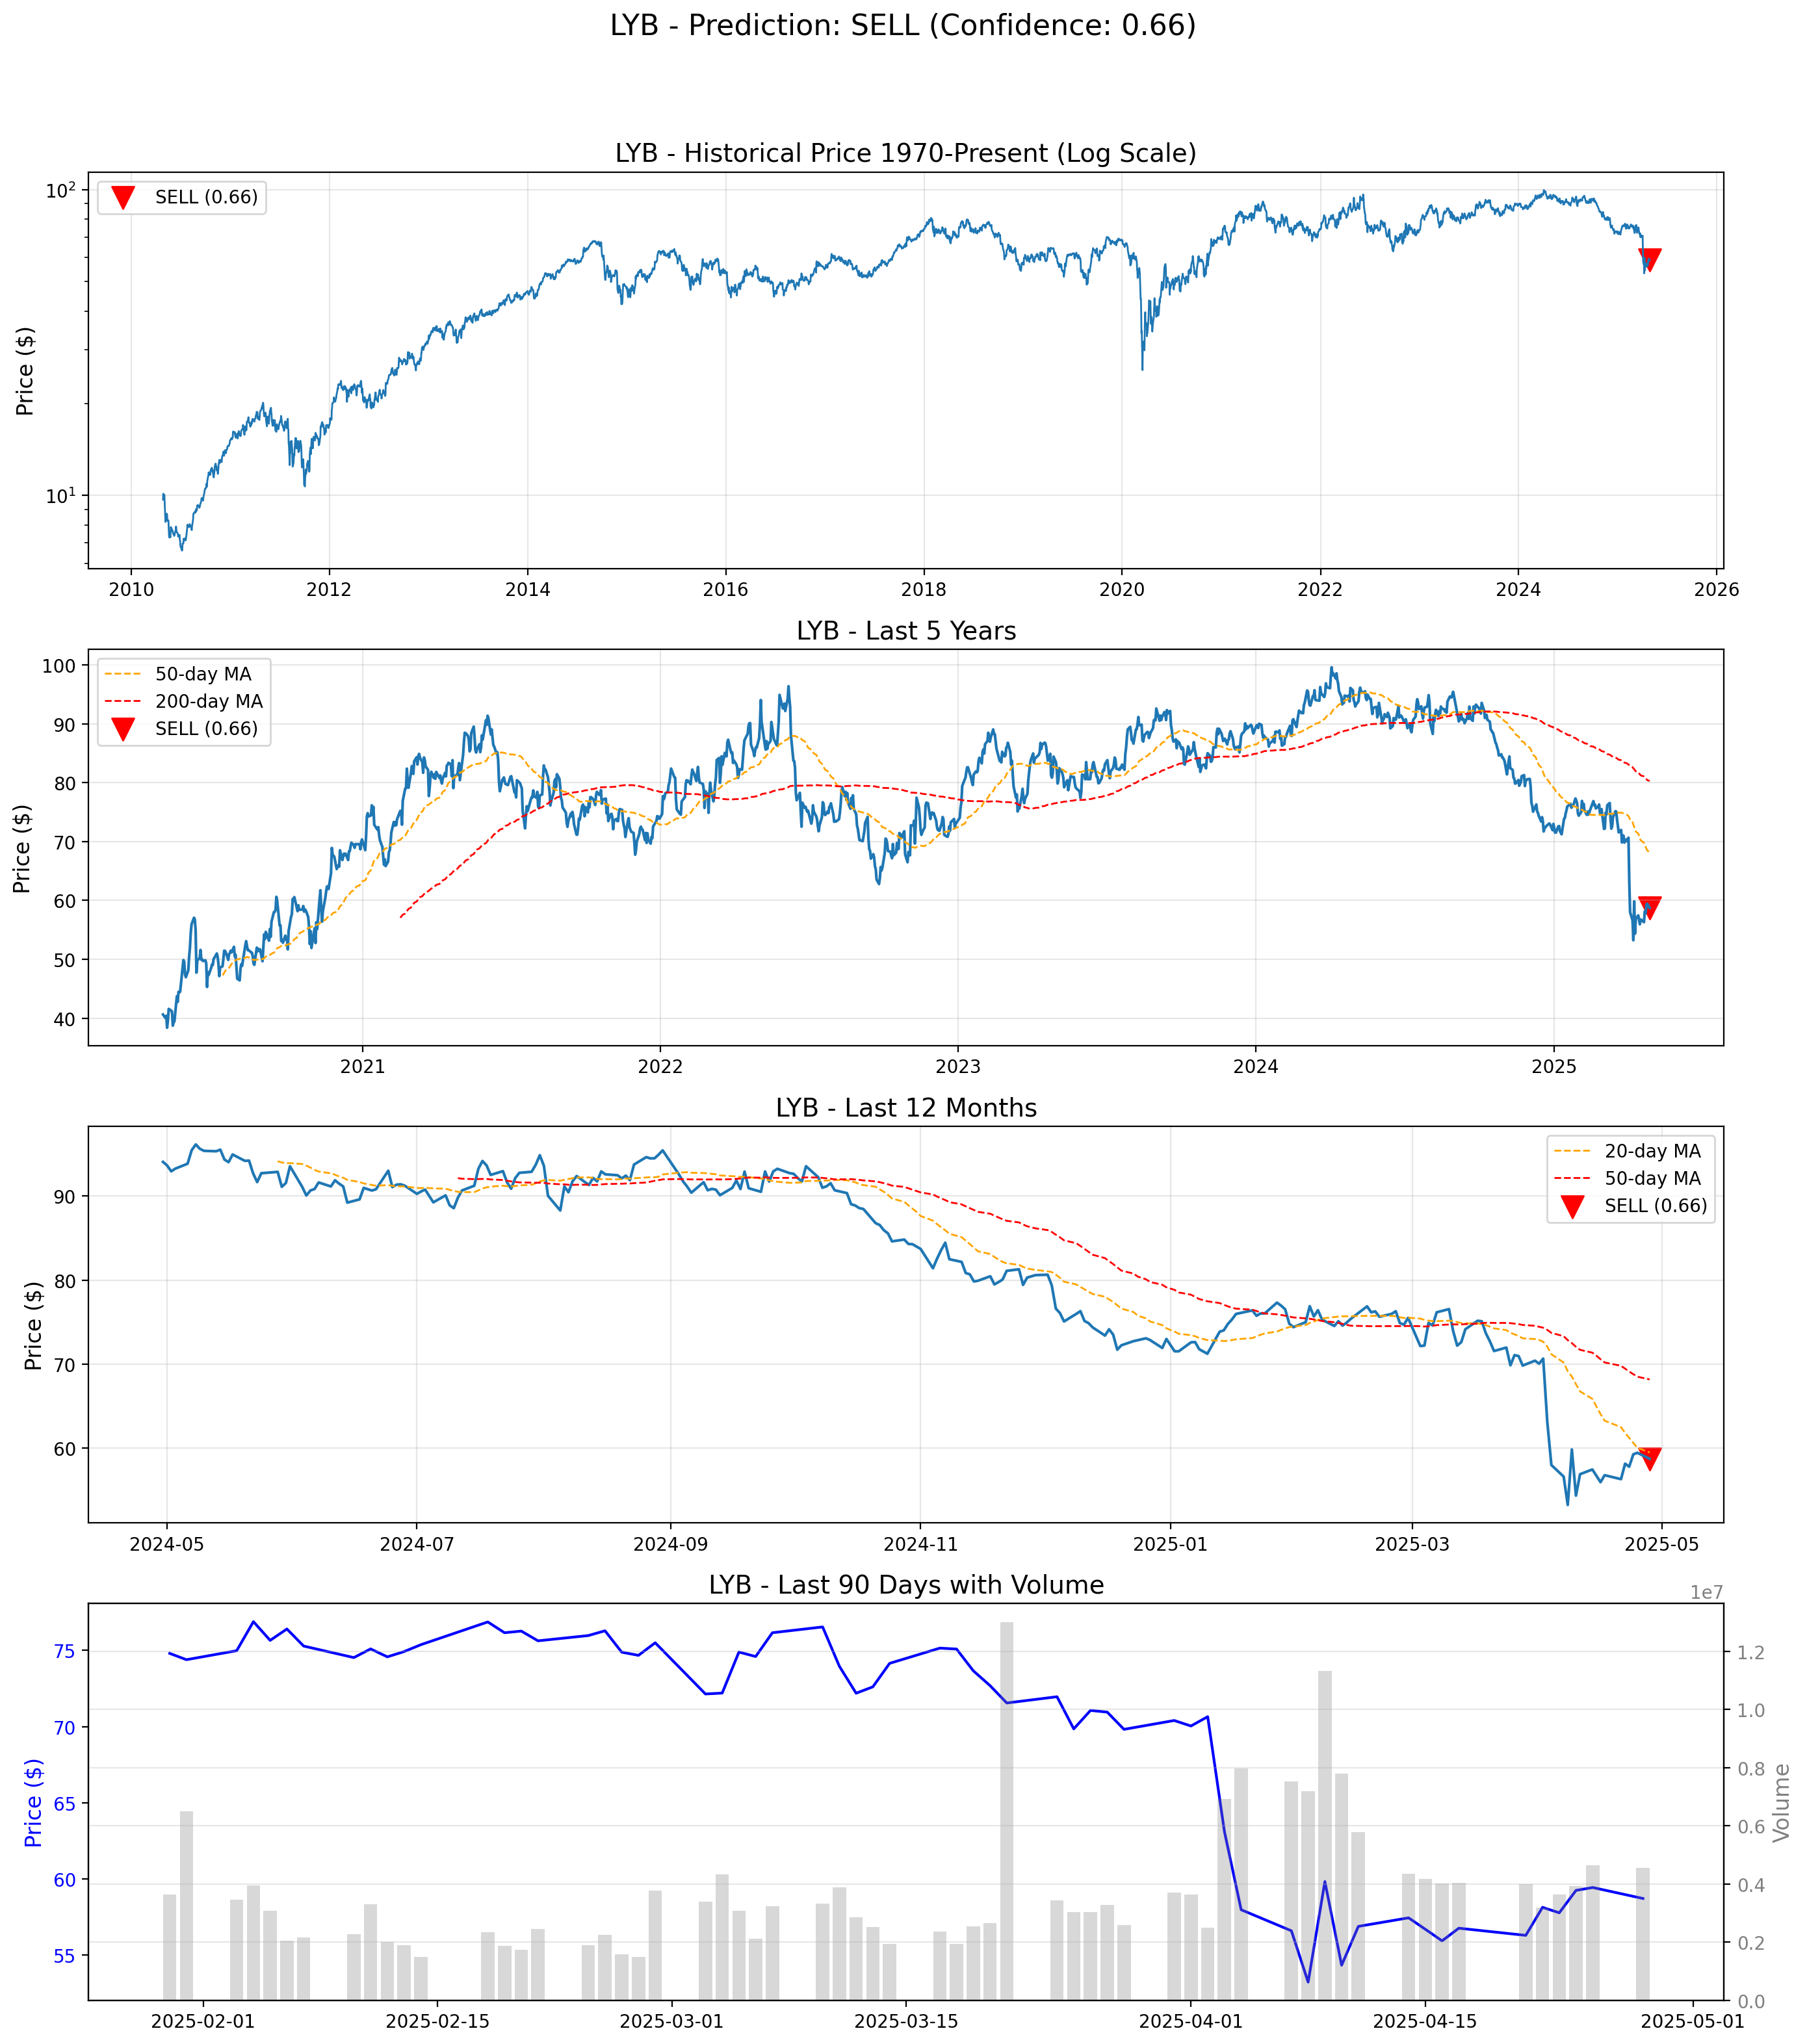 LYB - Prediction: SELL (Confidence: 0.66)
LYB - Historical Price 1970-Present (Log Scale)
SELL (0.66)
Price ($)
10²
10¹
2010 2012 2014 2016 2018 2020 2022 2024 2026
LYB - Last 5 Years
50-day MA
200-day MA
SELL (0.66)
Price ($)
100
90
80
70
60
50
40
2021 2022 2023 2024 2025
LYB - Last 12 Months
20-day MA
50-day MA
SELL (0.66)
Price ($)
90
80
70
60
2024-05 2024-07 2024-09 2024-11 2025-01 2025-03 2025-05
LYB - Last 90 Days with Volume
1e7
Price ($)
75
70
65
60
55
1.2
1.0
0.8
0.6
0.4
0.2
0.0
Volume
2025-02-01 2025-02-15 2025-03-01 2025-03-15 2025-04-01 2025-04-15 2025-05-01